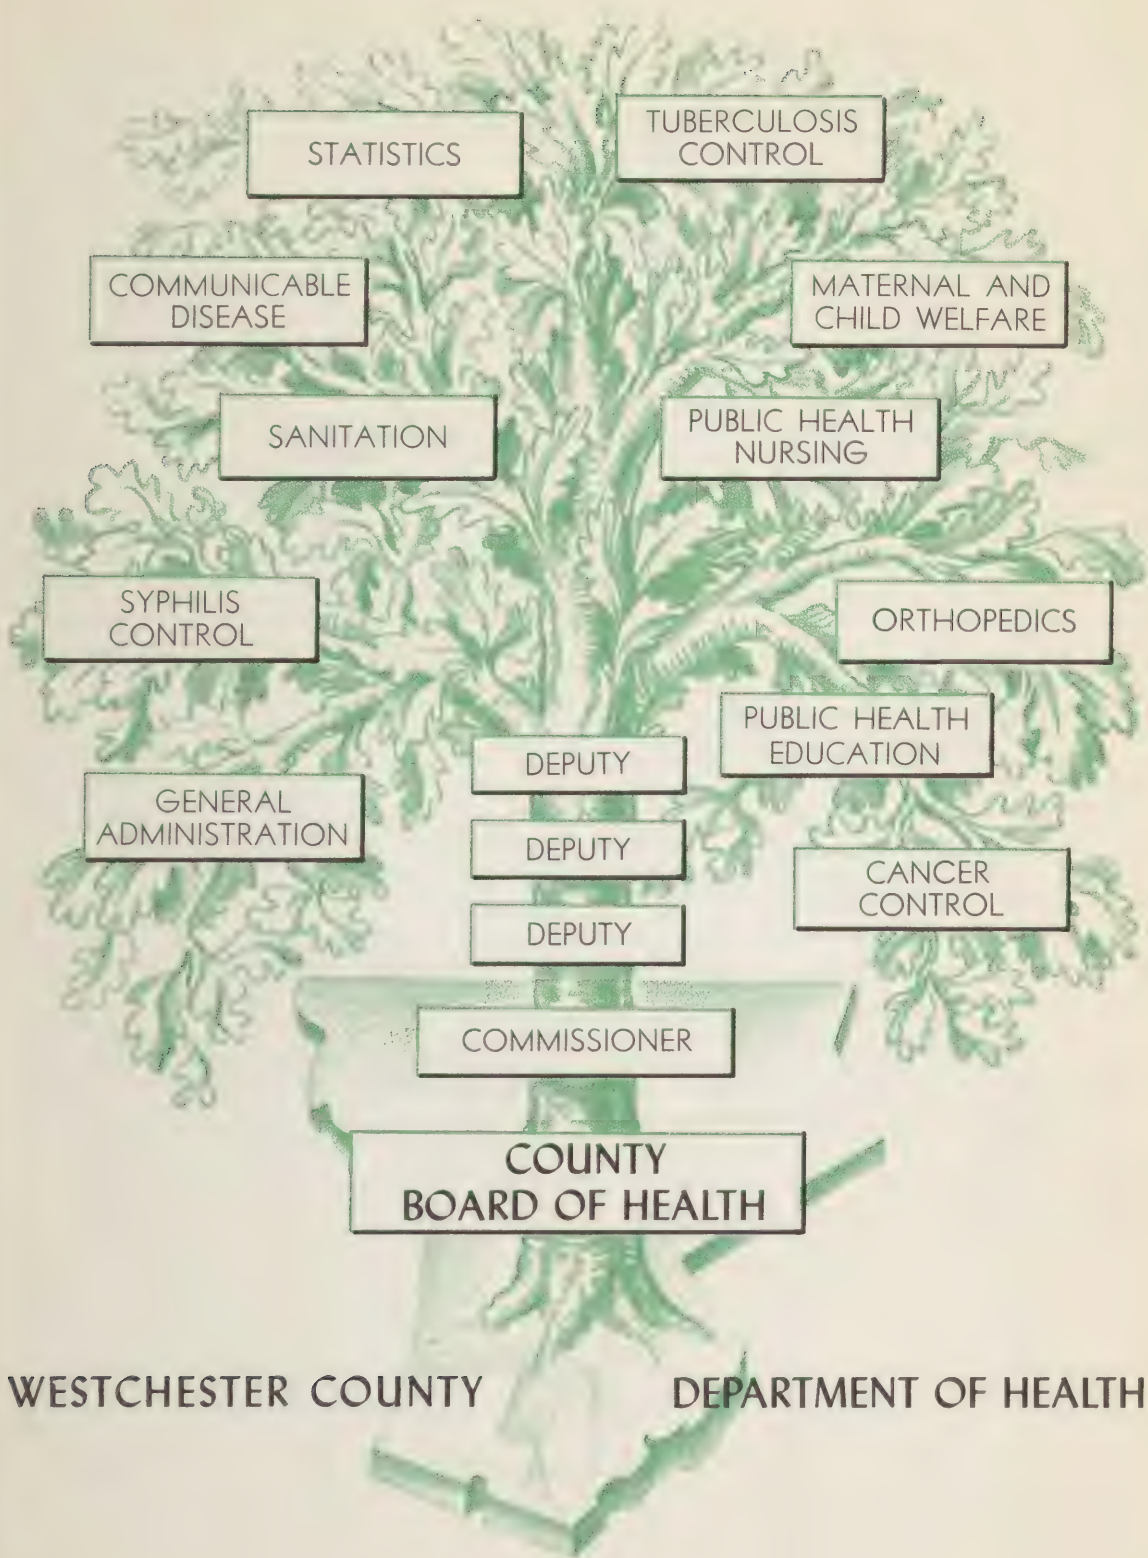 STATISTICS
TUBERCULOSIS
CONTROL
COMMUNICABLE
DISEASE
MATERNAL AND
CHILD WELFARE
SANITATION
PUBLIC HEALTH
NURSING
SYPHILIS
CONTROL
ORTHOPEDICS
PUBLIC HEALTH
EDUCATION
DEPUTY
GENERAL
ADMINISTRATION
DEPUTY
CANCER
CONTROL
DEPUTY
COMMISSIONER
COUNTY
BOARD OF HEALTH
WESTCHESTER COUNTY DEPARTMENT OF HEALTH